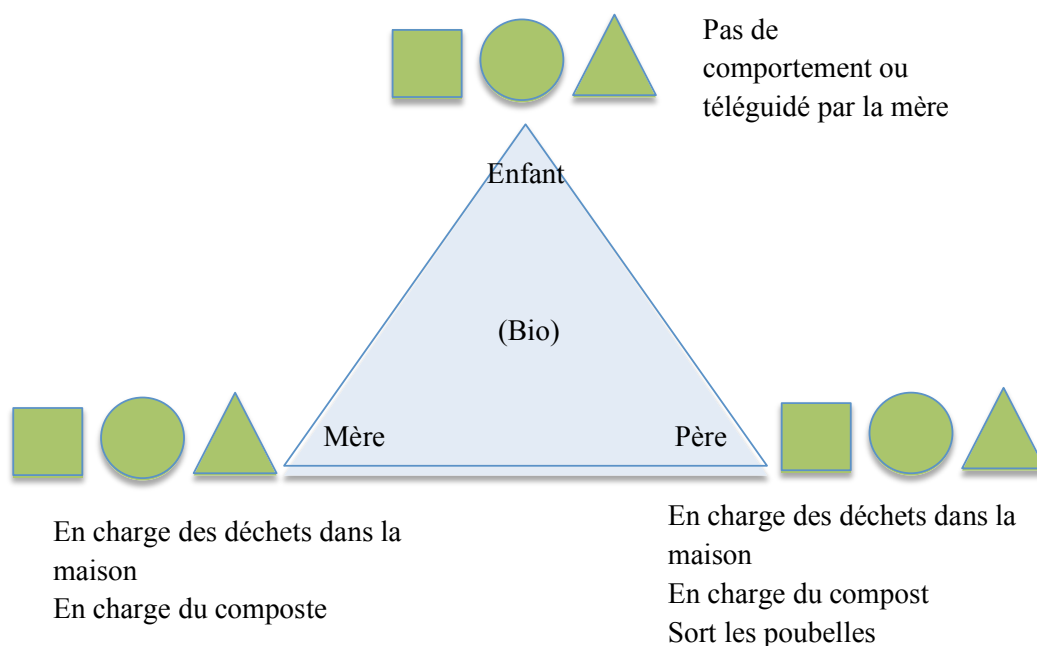 Pas de
comportement ou
téléguidé par la mère
Enfant
(Bio)
Mère
Père
En charge des déchets dans la
maison
En charge du composte
En charge des déchets dans la
maison
En charge du compost
Sort les poubelles